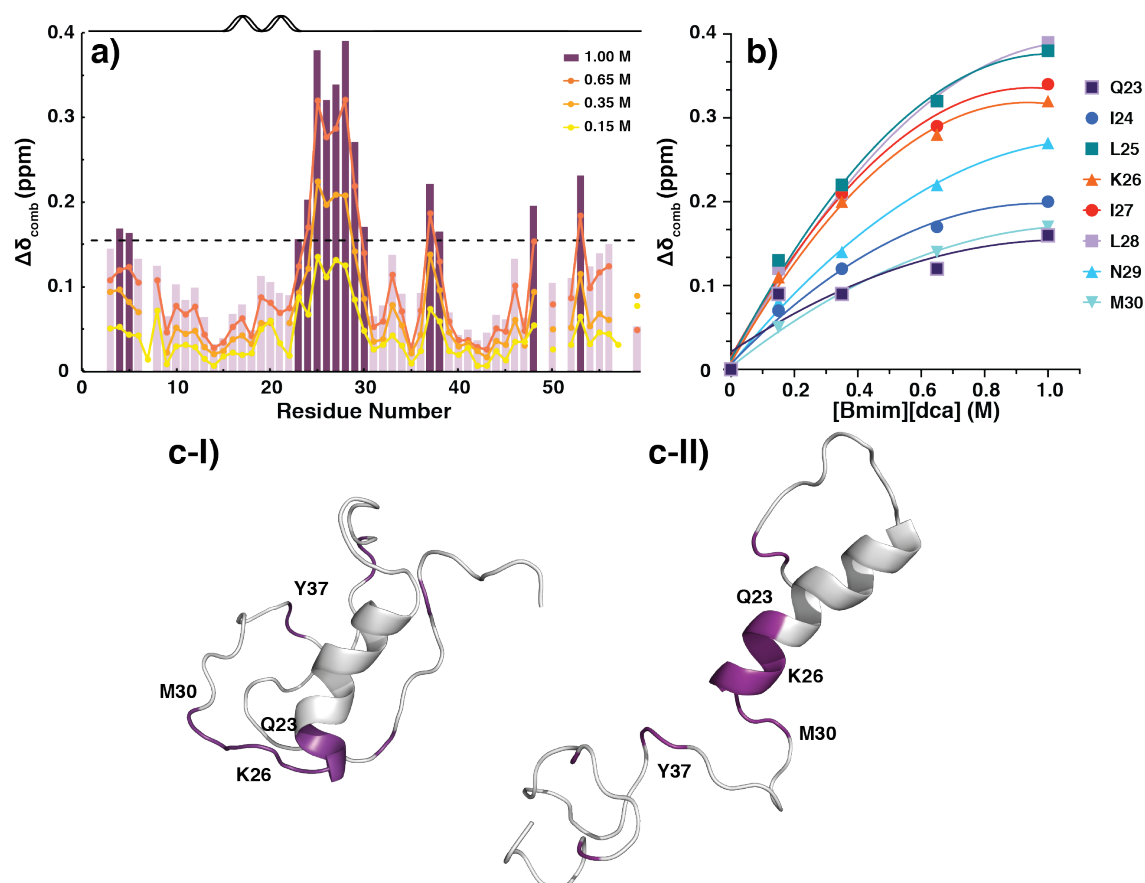 a)
Δδcomb (ppm)
0.4
0.3
0.2
0.1
0
0
10
20
30
40
50
Residue Number
1.00 M
0.65 M
0.35 M
0.15 M
b)
Δδcomb (ppm)
0.4
0.3
0.2
0.1
0
0
0.2
0.4
0.6
0.8
1.0
[Bmim][dca] (M)
Q23
I24
L25
K26
I27
L28
N29
M30
c-I)
Y37
M30
Q23
K26
c-II)
Q23
K26
M30
Y37